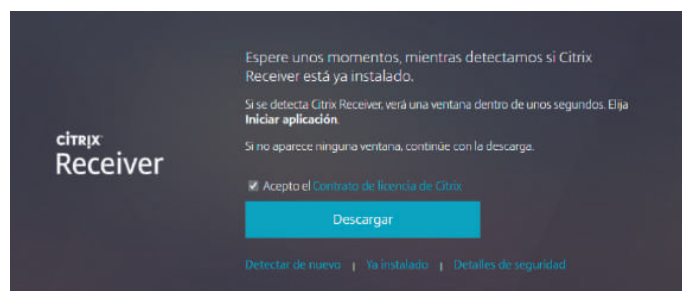 Espere unos momentos, mientras detectamos si Citrix
Receiver está ya instalado.
Si se detecta Citrix Receiver, verá una ventana dentro de unos segundos. Elija
Iniciar aplicación.
Si no aparece ninguna ventana, continúe con la descarga.
CITRIX
Receiver
Acepto el Contrato de licencia de Citrix
Descargar
Detectar de nuevo | Ya instalado | Detalles de seguridad